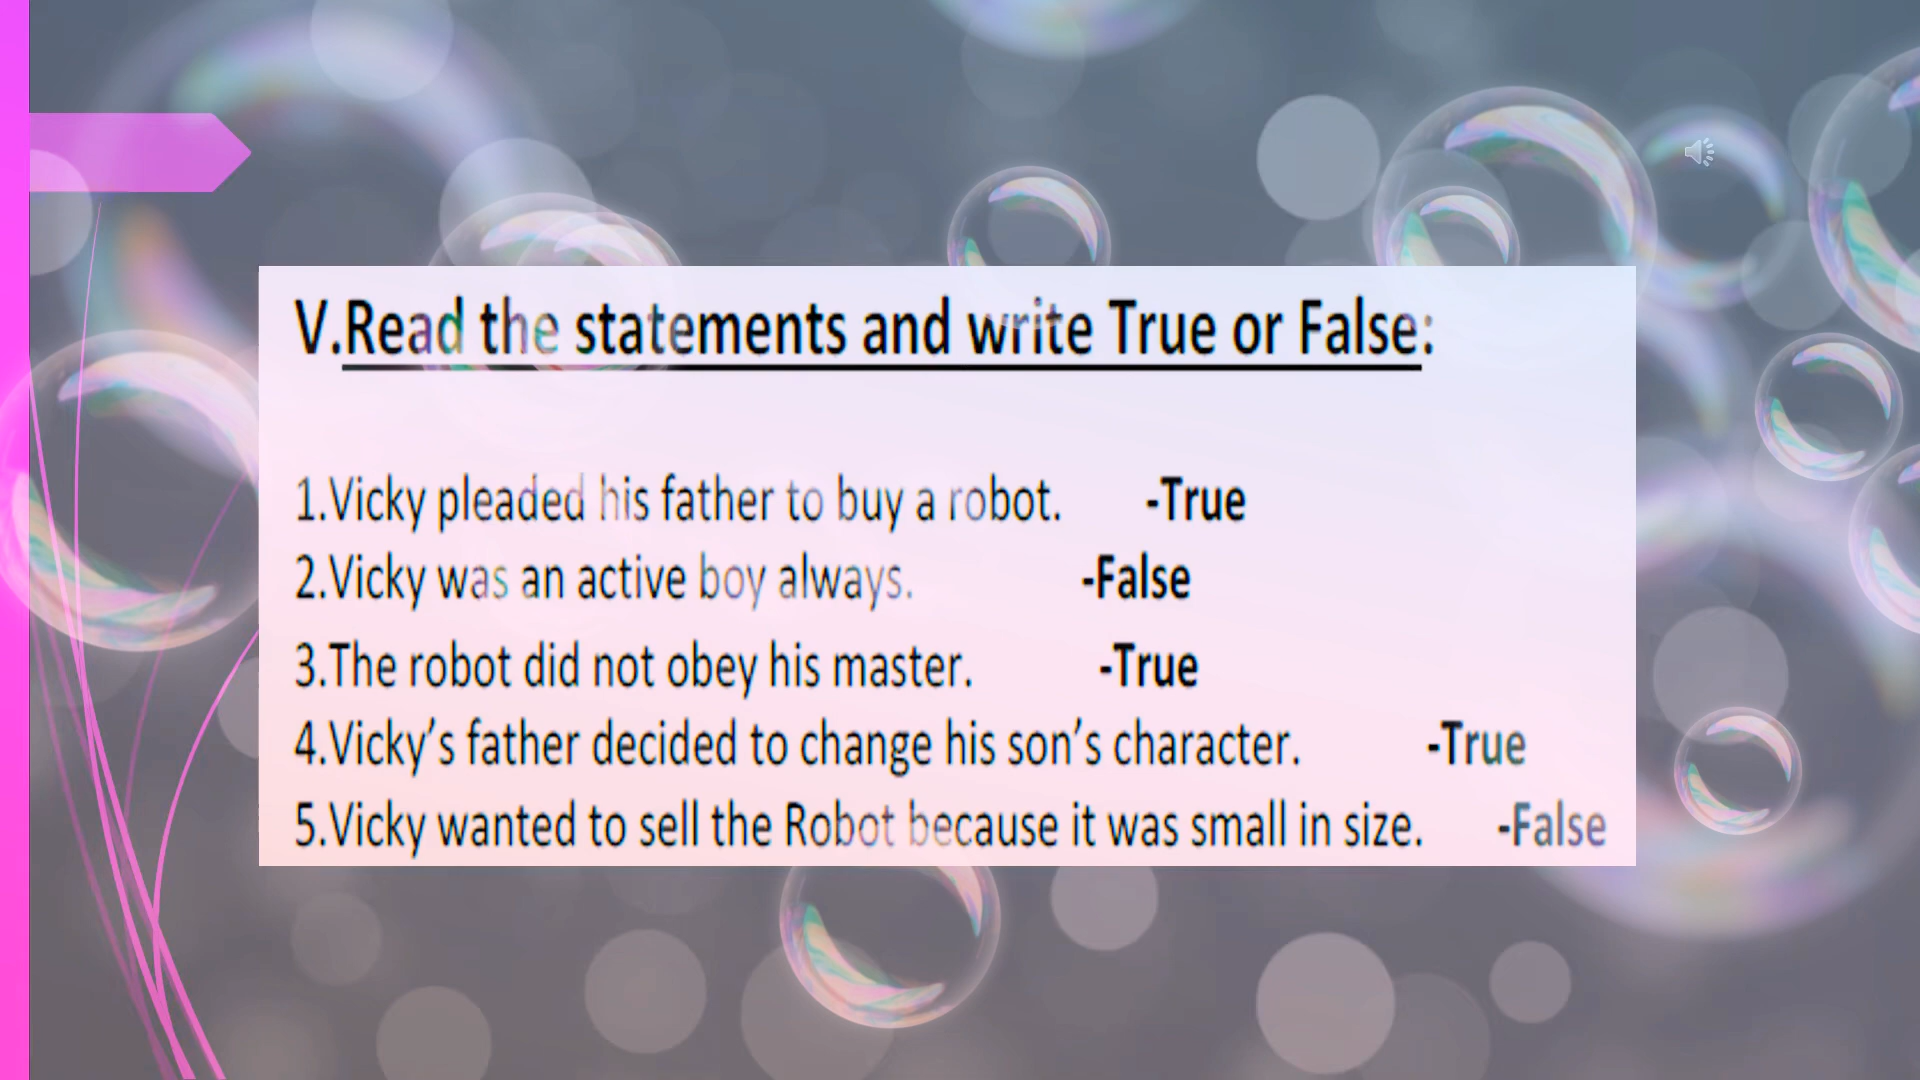 V.Read the statements and write True or False:
1.Vicky pleaded his father to buy a robot. -True
2.Vicky was an active boy always. -False
3.The robot did not obey his master. -True
4.Vicky’s father decided to change his son’s character. -True
5.Vicky wanted to sell the Robot because it was small in size. -False